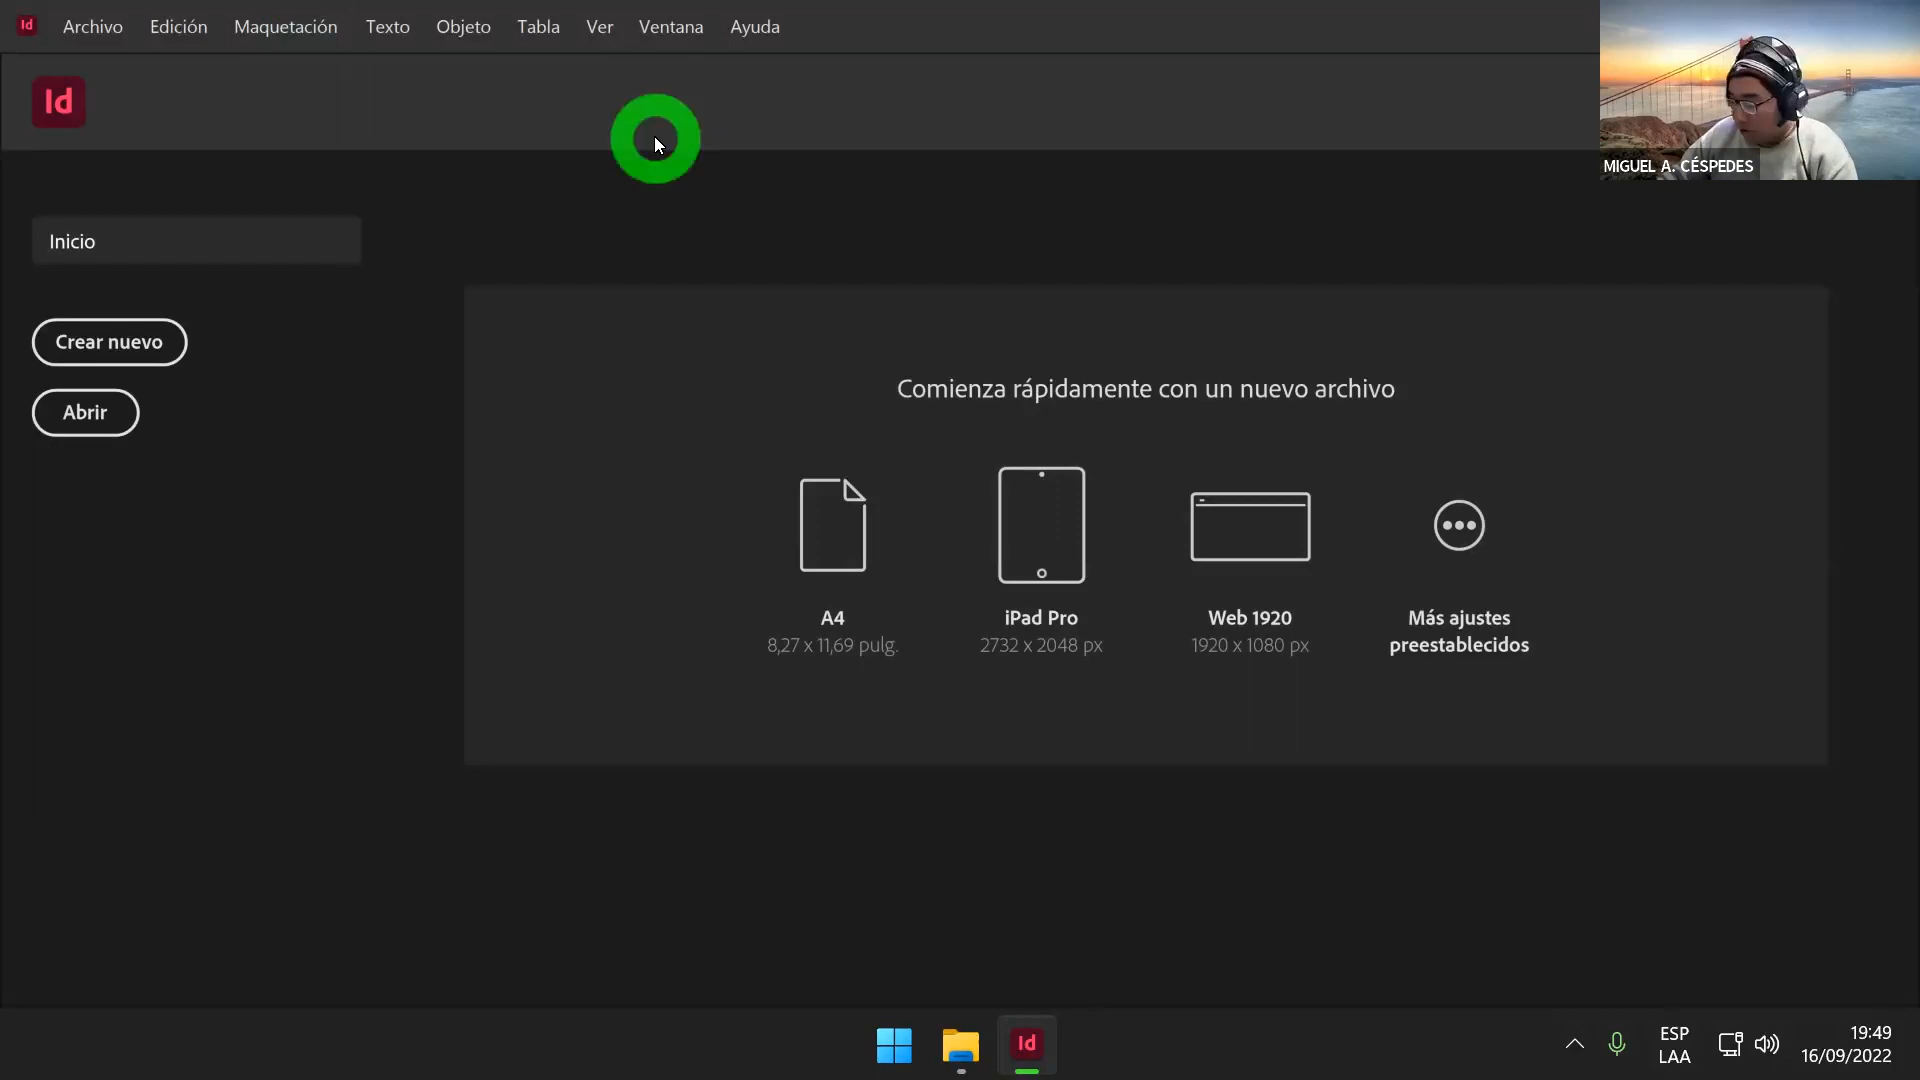 Id
Archivo
Edición
Maquetación
Texto
Objeto
Tabla
Ver
Ventana
Ayuda
Id
MIGUEL A. CÉSPEDES
Inicio
Crear nuevo
Abrir
Comienza rápidamente con un nuevo archivo
A4
8,27 x 11,69 pulg.
iPad Pro
2732 x 2048 px
Web 1920
1920 x 1080 px
Más ajustes
preestablecidos
Id
ESP
LAA
19:49
16/09/2022